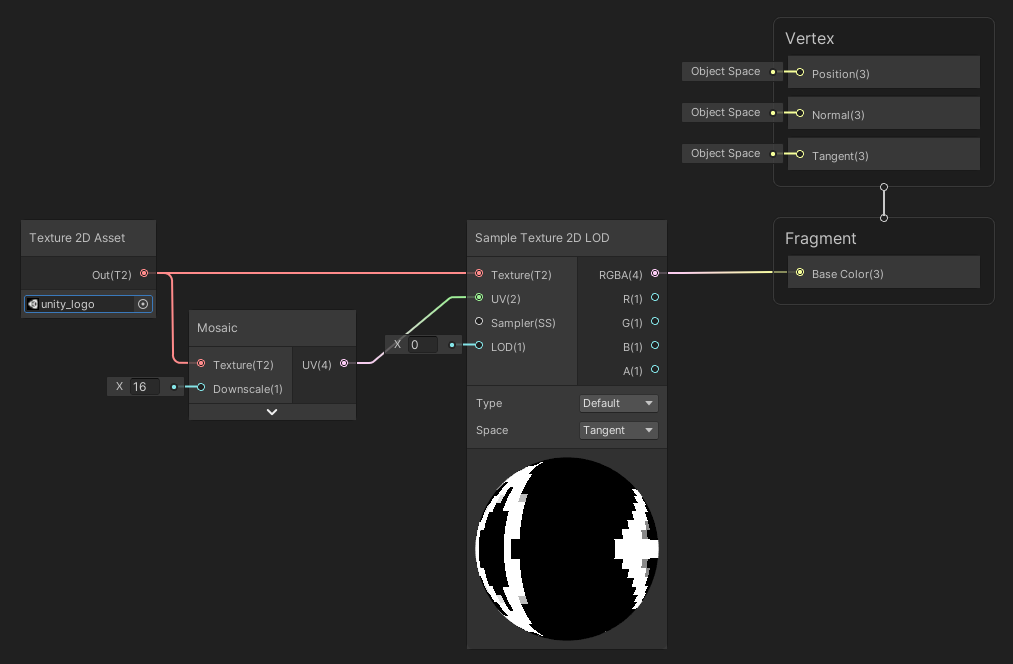 Vertex
Object Space
Position(3)
Object Space
Normal(3)
Object Space
Tangent(3)
Fragment
Base Color(3)
Texture 2D Asset
Out(T2)
unity_logo
Mosaic
Texture(T2)
UV(4)
X 16
Downscale(1)
Sample Texture 2D LOD
Texture(T2)
RGBA(4)
UV(2)
R(1)
Sampler(SS)
G(1)
X 0
LOD(1)
B(1)
A(1)
Type
Default
Space
Tangent